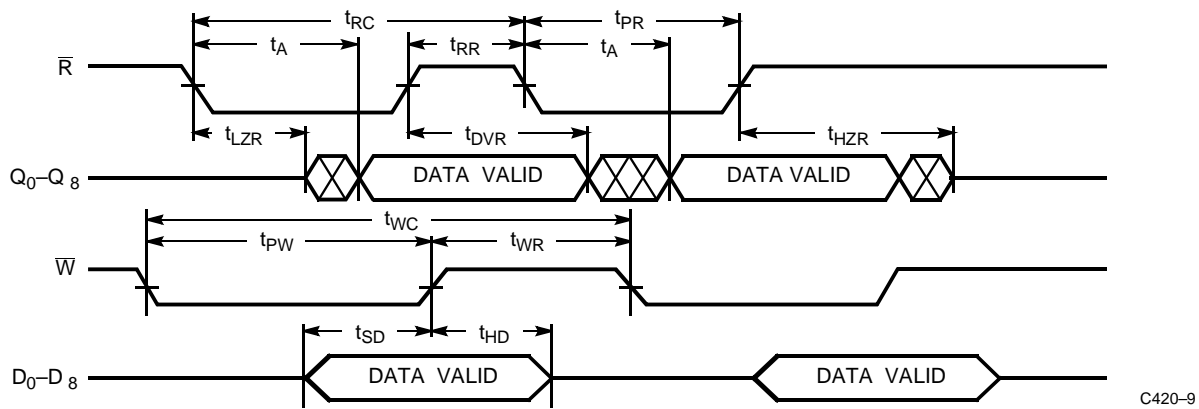 tRC tPR
tA tRR tA
R̅
tLZR tDVR tHZR
Q0–Q 8 DATA VALID DATA VALID
tWC
tPW tWR
W̅
tSD tHD
D0–D 8 DATA VALID DATA VALID
C420–9